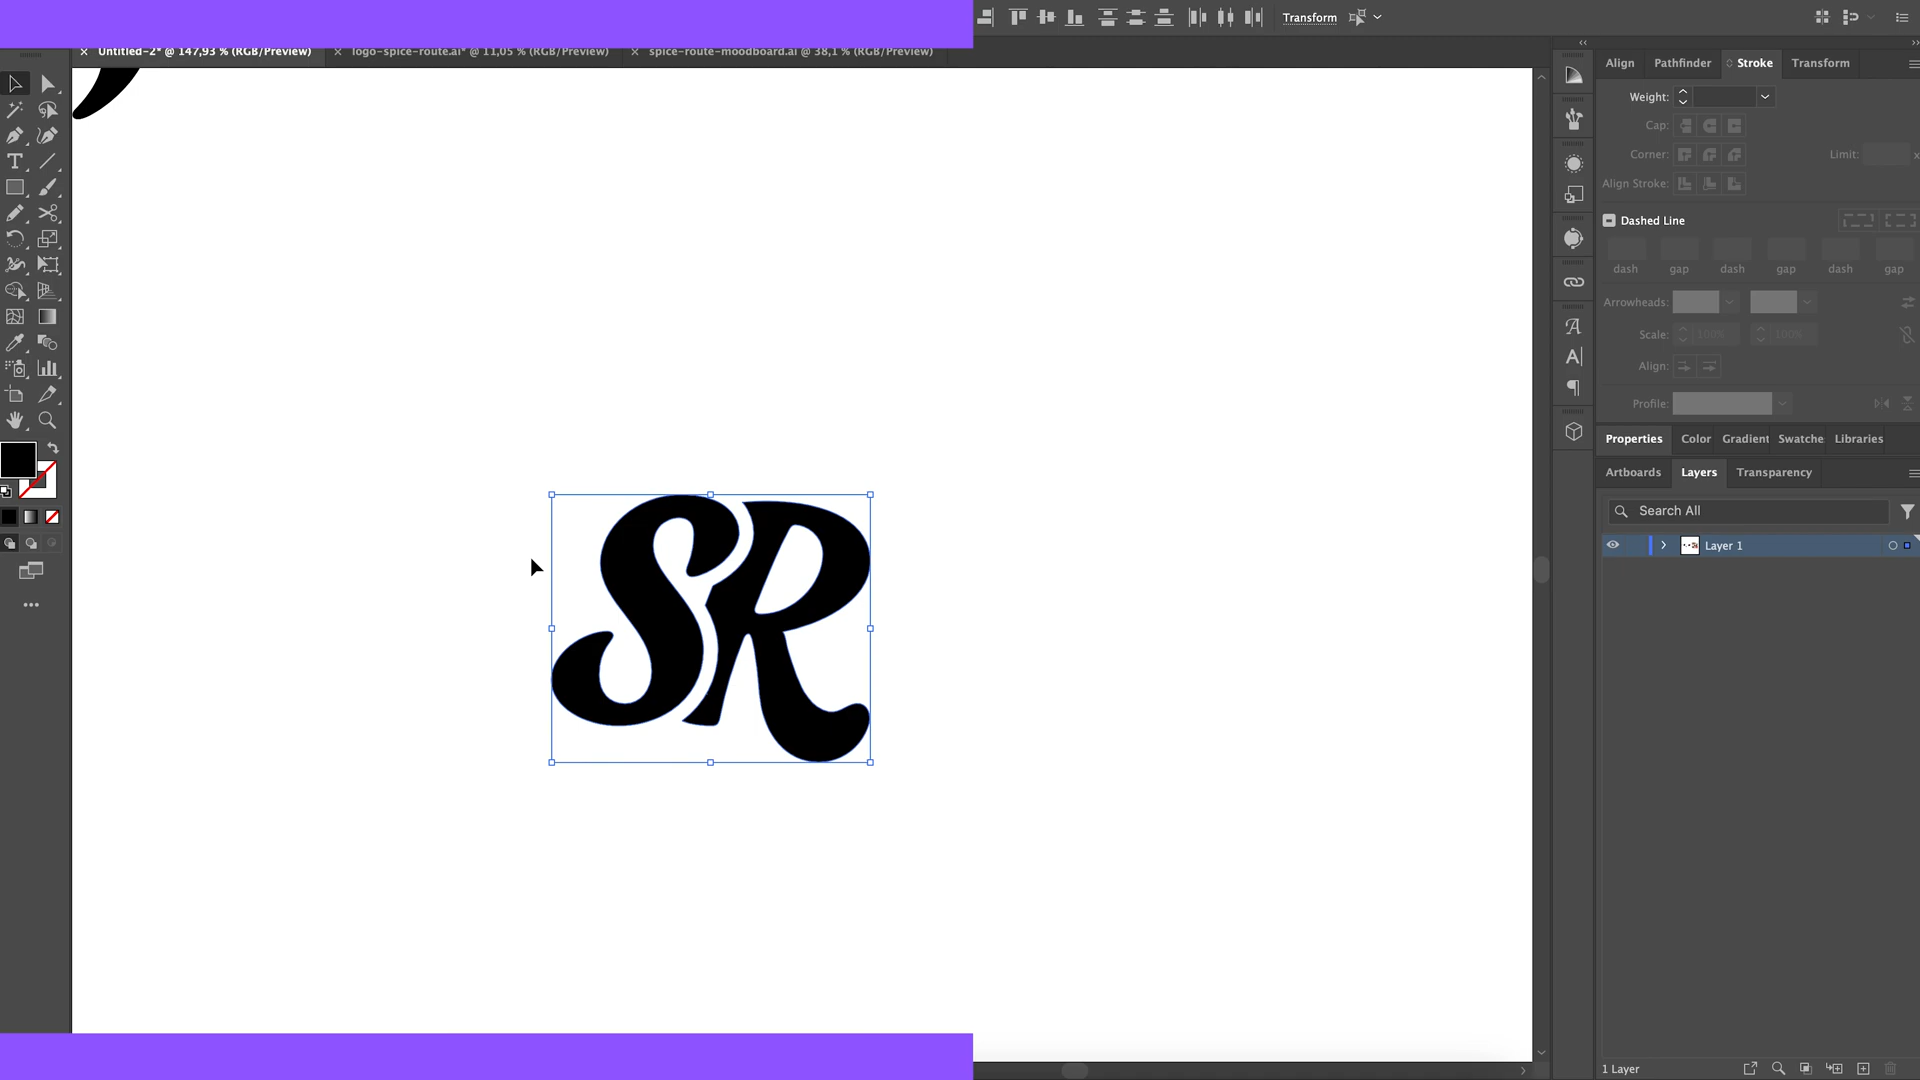 Transform
× Untitled-2* @ 147,93 % (RGB/Preview) × logo-spice-route.ai* @ 11,05 % (RGB/Preview) × spice-route-moodboard.ai @ 38,1 % (RGB/Preview)
Align Pathfinder Stroke Transform
Weight:
Cap:
Corner: Limit: x
Align Stroke:
Dashed Line
dash gap dash gap dash gap
Arrowheads:
Scale: 100% 100%
Align:
Profile:
Properties Color Gradient Swatche Libraries
Artboards Layers Transparency
Search All
Layer 1
SR
1 Layer